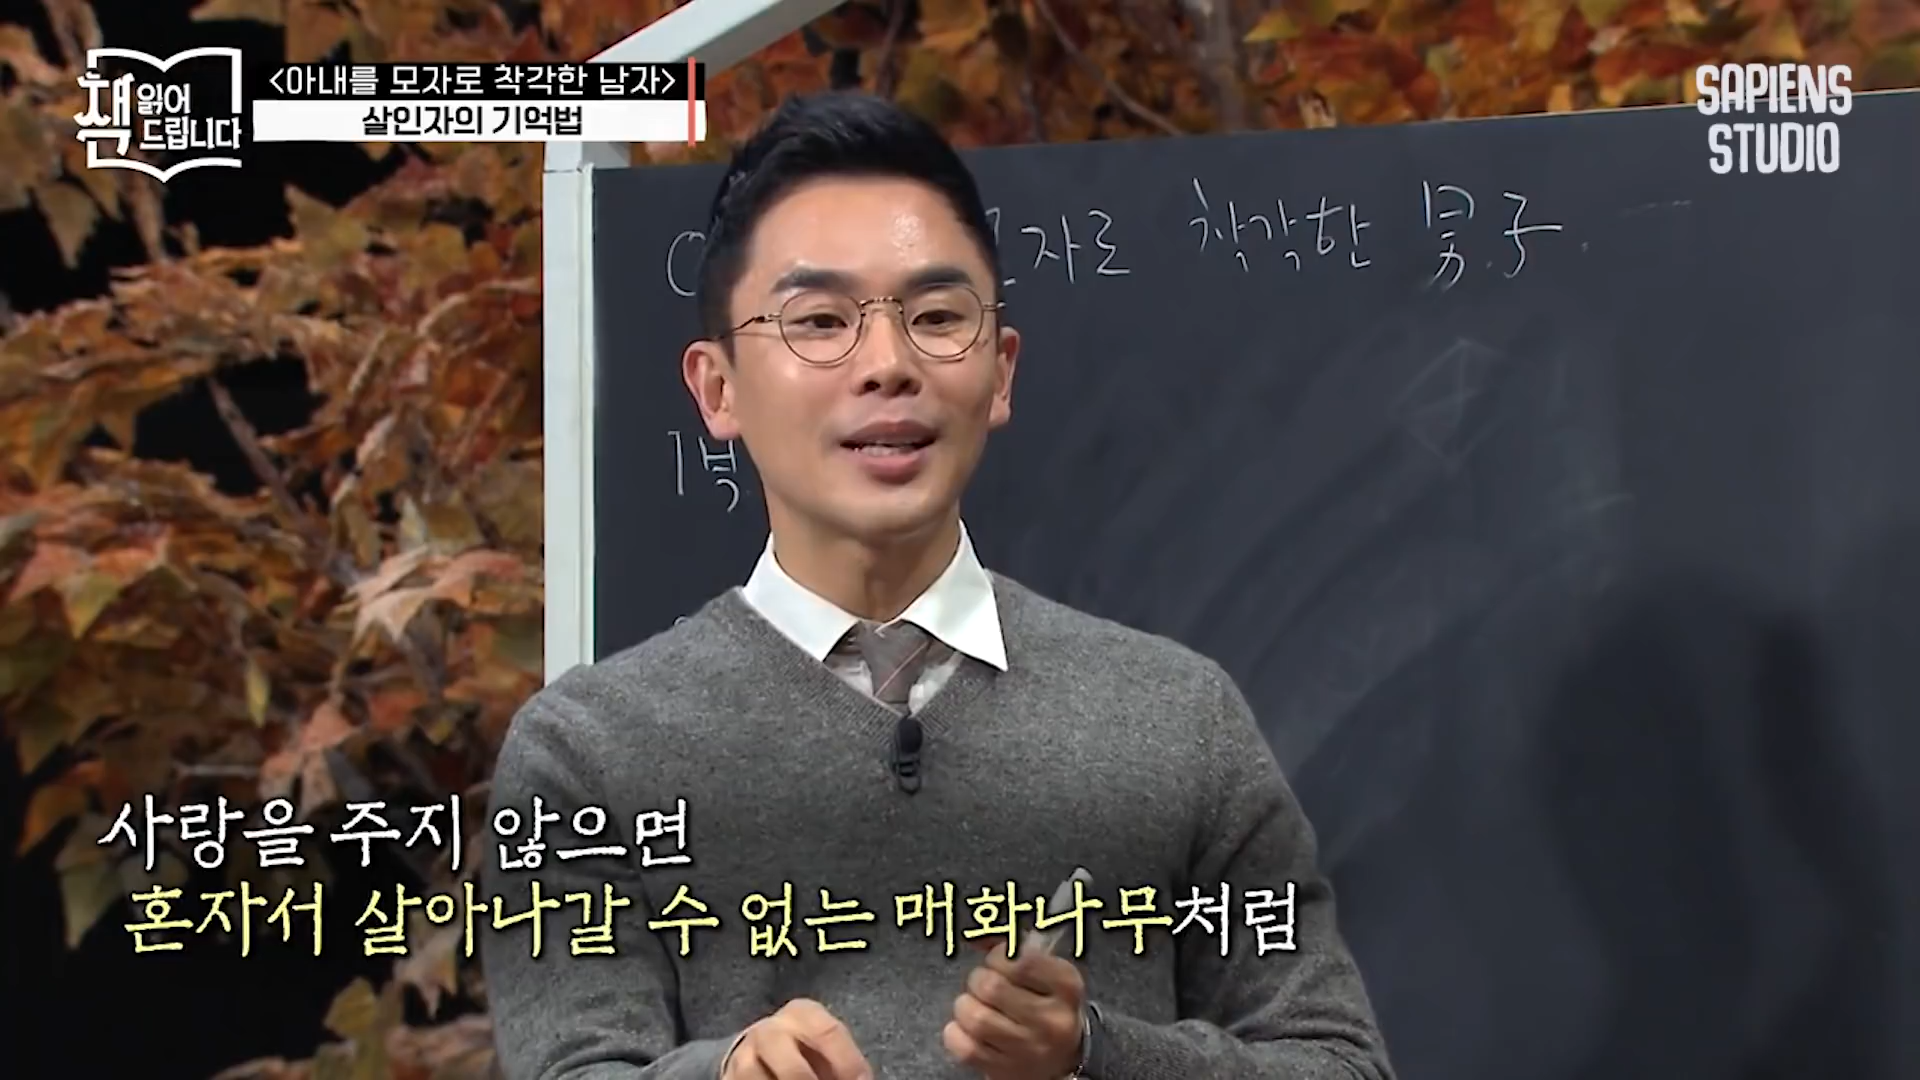 책 읽어
드립니다
<아내를 모자로 착각한 남자>
살인자의 기억법
SAPIENS
STUDIO
자로 착각한 男子.
1부
사랑을 주지 않으면
혼자서 살아나갈 수 없는 매화나무처럼